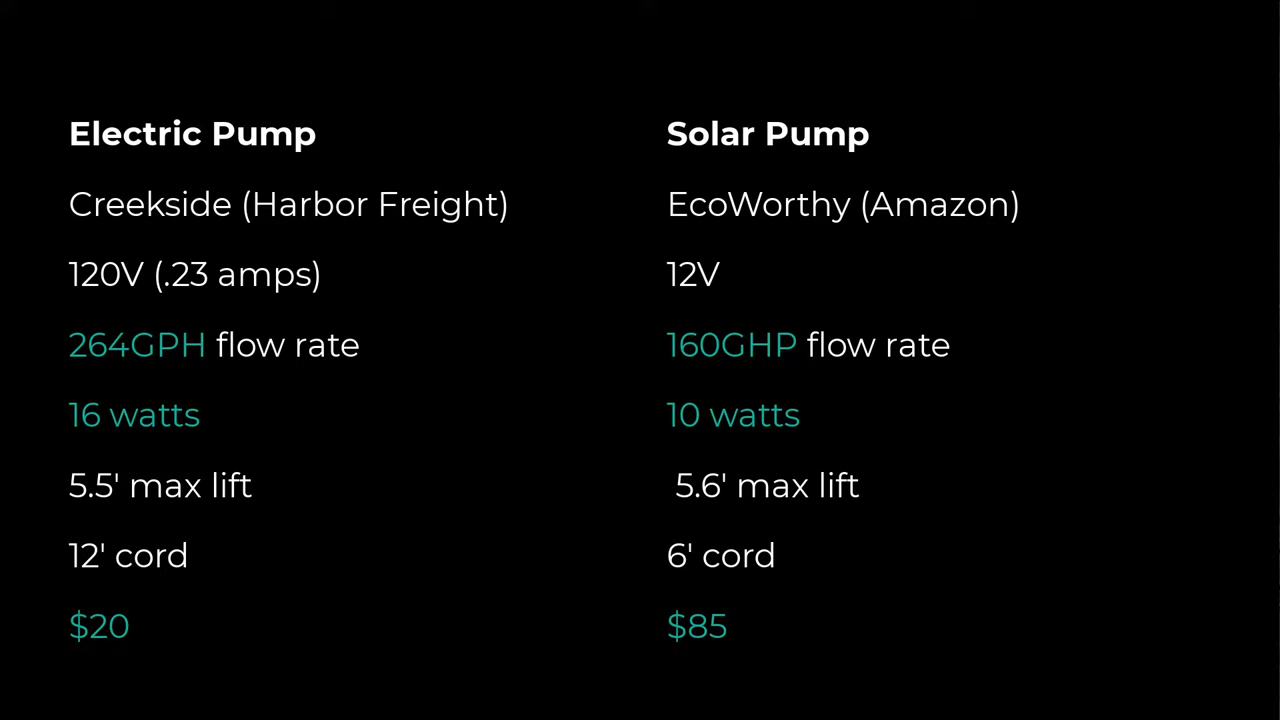 Electric Pump
Creekside (Harbor Freight)
120V (.23 amps)
264GPH flow rate
16 watts
5.5' max lift
12' cord
$20
Solar Pump
EcoWorthy (Amazon)
12V
160GHP flow rate
10 watts
5.6' max lift
6' cord
$85